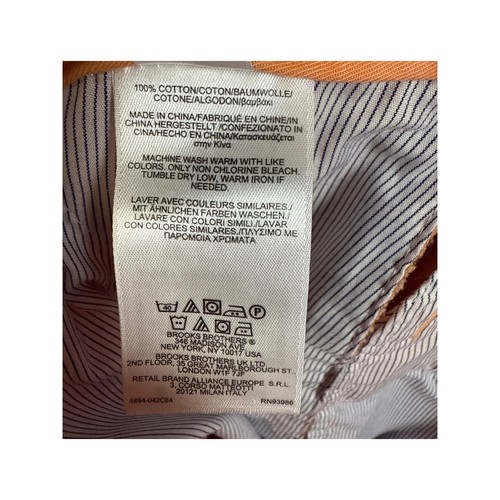 100% COTTON/COTON/BAUMWOLLE/
COTONE/ALGODON/βαμβάκι
MADE IN CHINA/FABRIQUÉ EN CHINE/IN
CHINA HERGESTELLT /CONFEZIONATO IN
CINA/HECHO EN CHINA/Κατασκευάζεται
στην Κίνα
MACHINE WASH WARM WITH LIKE
COLORS. ONLY NON CHLORINE BLEACH.
TUMBLE DRY LOW, WARM IRON IF
NEEDED.
LAVER AVEC COULEURS SIMILAIRES./
MIT ÄHNLICHEN FARBEN WASCHEN./
LAVARE CON COLORI SIMILI./LAVAR
CON COLORES SIMILARES./ΠΛΥΣΙΜΟ ΜΕ
ΠΑΡΟΜΟΙΑ ΧΡΩΜΑΤΑ
40 P
BROOKS BROTHERS ®
346 MADISON AVE.
NEW YORK, NY 10017 USA
BROOKS BROTHERS UK LTD
2ND FLOOR, 35 GREAT MARLBOROUGH ST.
LONDON W1F 7JF
RETAIL BRAND ALLIANCE EUROPE S.R.L.
3, CORSO MATTEOTTI
20121 MILAN ITALY
RN93986